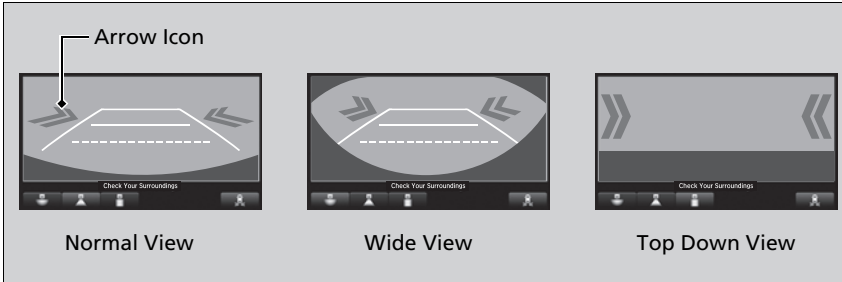 Arrow Icon
Check Your Surroundings
Check Your Surroundings
Check Your Surroundings
Normal View
Wide View
Top Down View